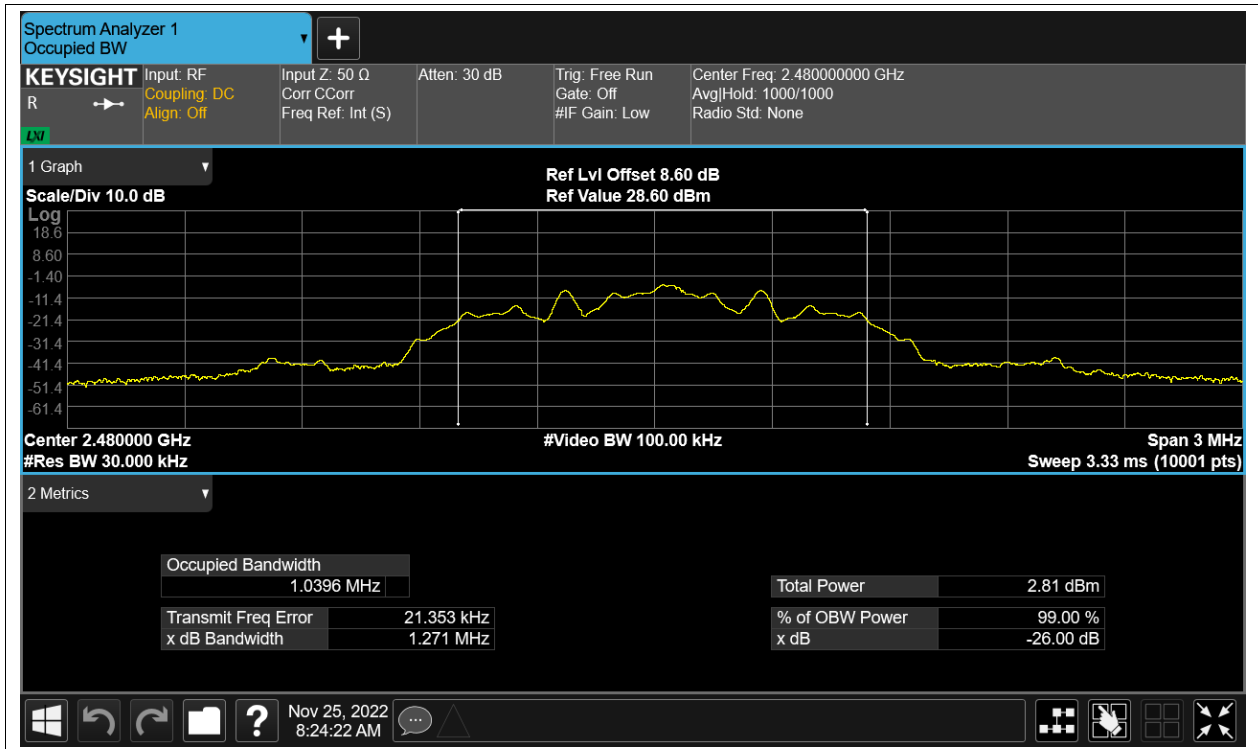 Spectrum Analyzer 1
Occupied BW
KEYSIGHT
R
LXI
Input: RF
Coupling: DC
Align: Off
Input Z: 50 Ω
Corr CCorr
Freq Ref: Int (S)
Atten: 30 dB
Trig: Free Run
Gate: Off
#IF Gain: Low
Center Freq: 2.480000000 GHz
Avg|Hold: 1000/1000
Radio Std: None
1 Graph
Scale/Div 10.0 dB
Ref Lvl Offset 8.60 dB
Ref Value 28.60 dBm
Log
18.6
8.60
-1.40
-11.4
-21.4
-31.4
-41.4
-51.4
-61.4
Center 2.480000 GHz
#Video BW 100.00 kHz
Span 3 MHz
#Res BW 30.000 kHz
Sweep 3.33 ms (10001 pts)
2 Metrics
Occupied Bandwidth
1.0396 MHz
Total Power 2.81 dBm
Transmit Freq Error 21.353 kHz
% of OBW Power 99.00 %
x dB Bandwidth 1.271 MHz
x dB -26.00 dB
?
Nov 25, 2022
8:24:22 AM